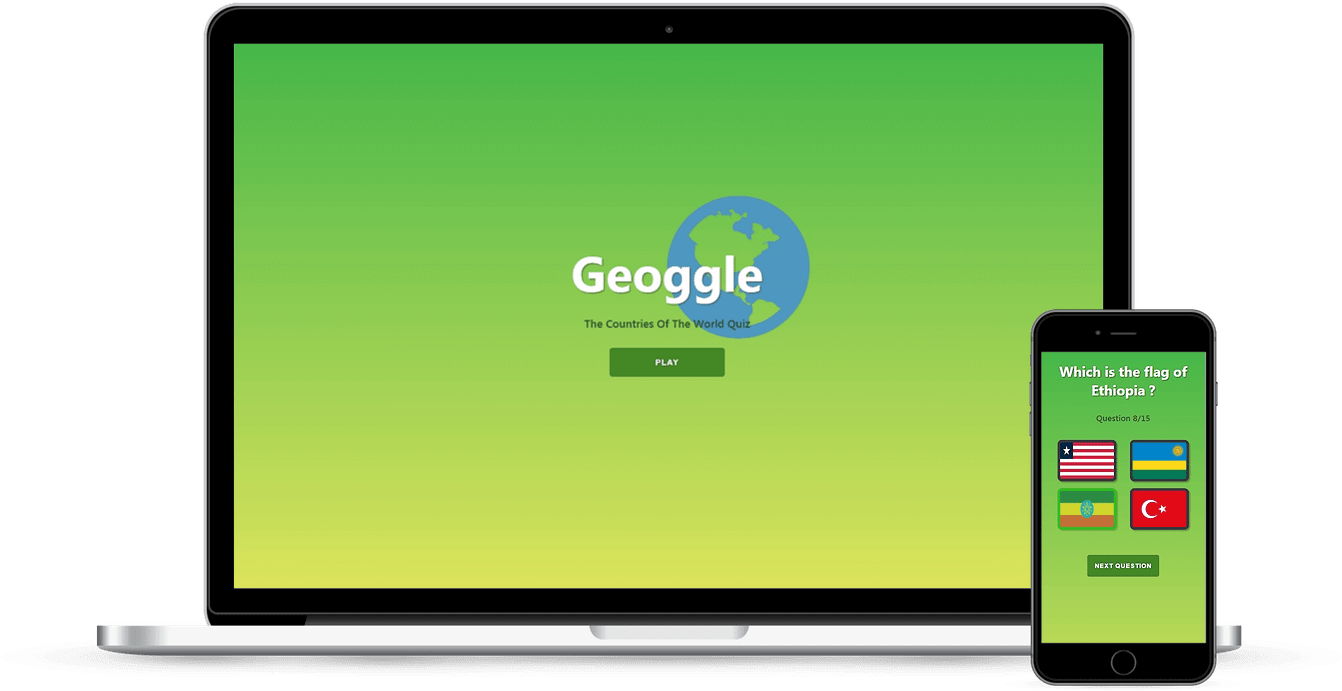 Geoggle
The Countries Of The World Quiz
PLAY
Which is the flag of
Ethiopia ?
Question 8/15
NEXT QUESTION